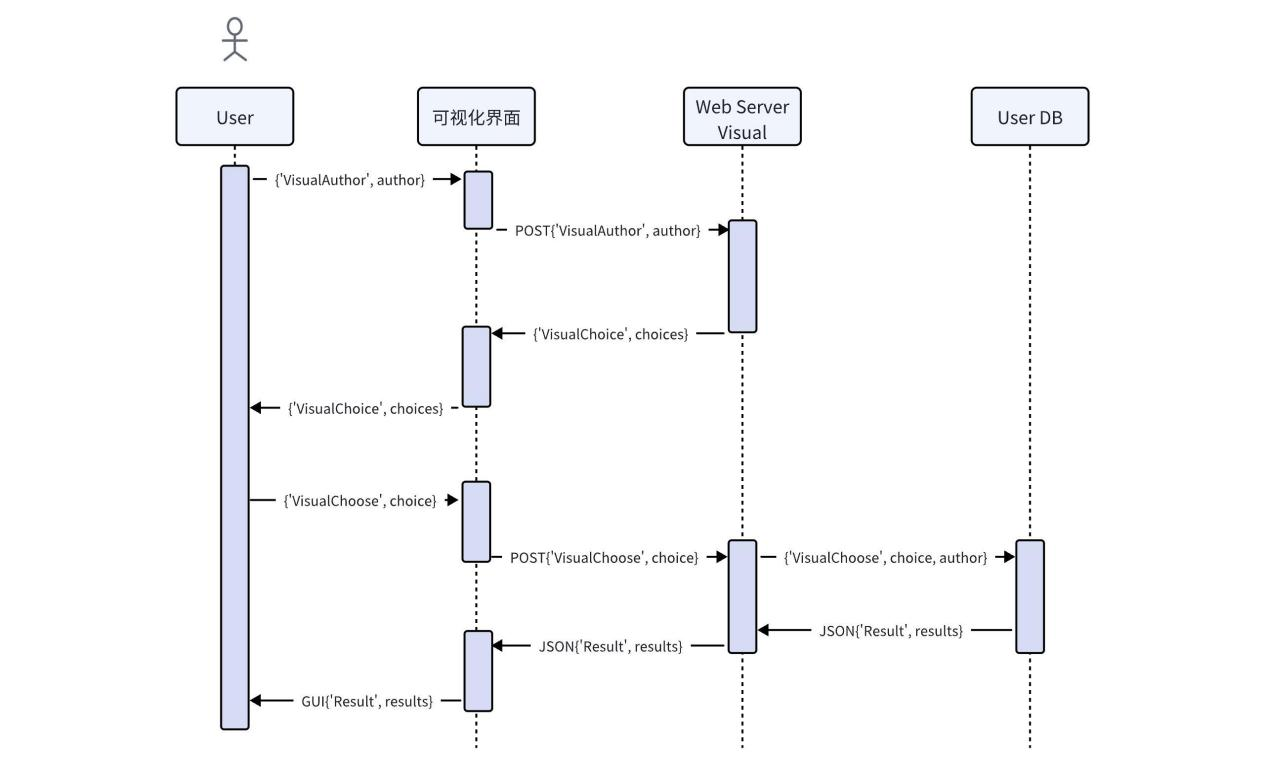 User
可视化界面
Web Server
Visual
User DB
{'VisualAuthor', author}
POST{'VisualAuthor', author}
{'VisualChoice', choices}
{'VisualChoice', choices}
{'VisualChoose', choice}
POST{'VisualChoose', choice}
{'VisualChoose', choice, author}
JSON{'Result', results}
JSON{'Result', results}
GUI{'Result', results}